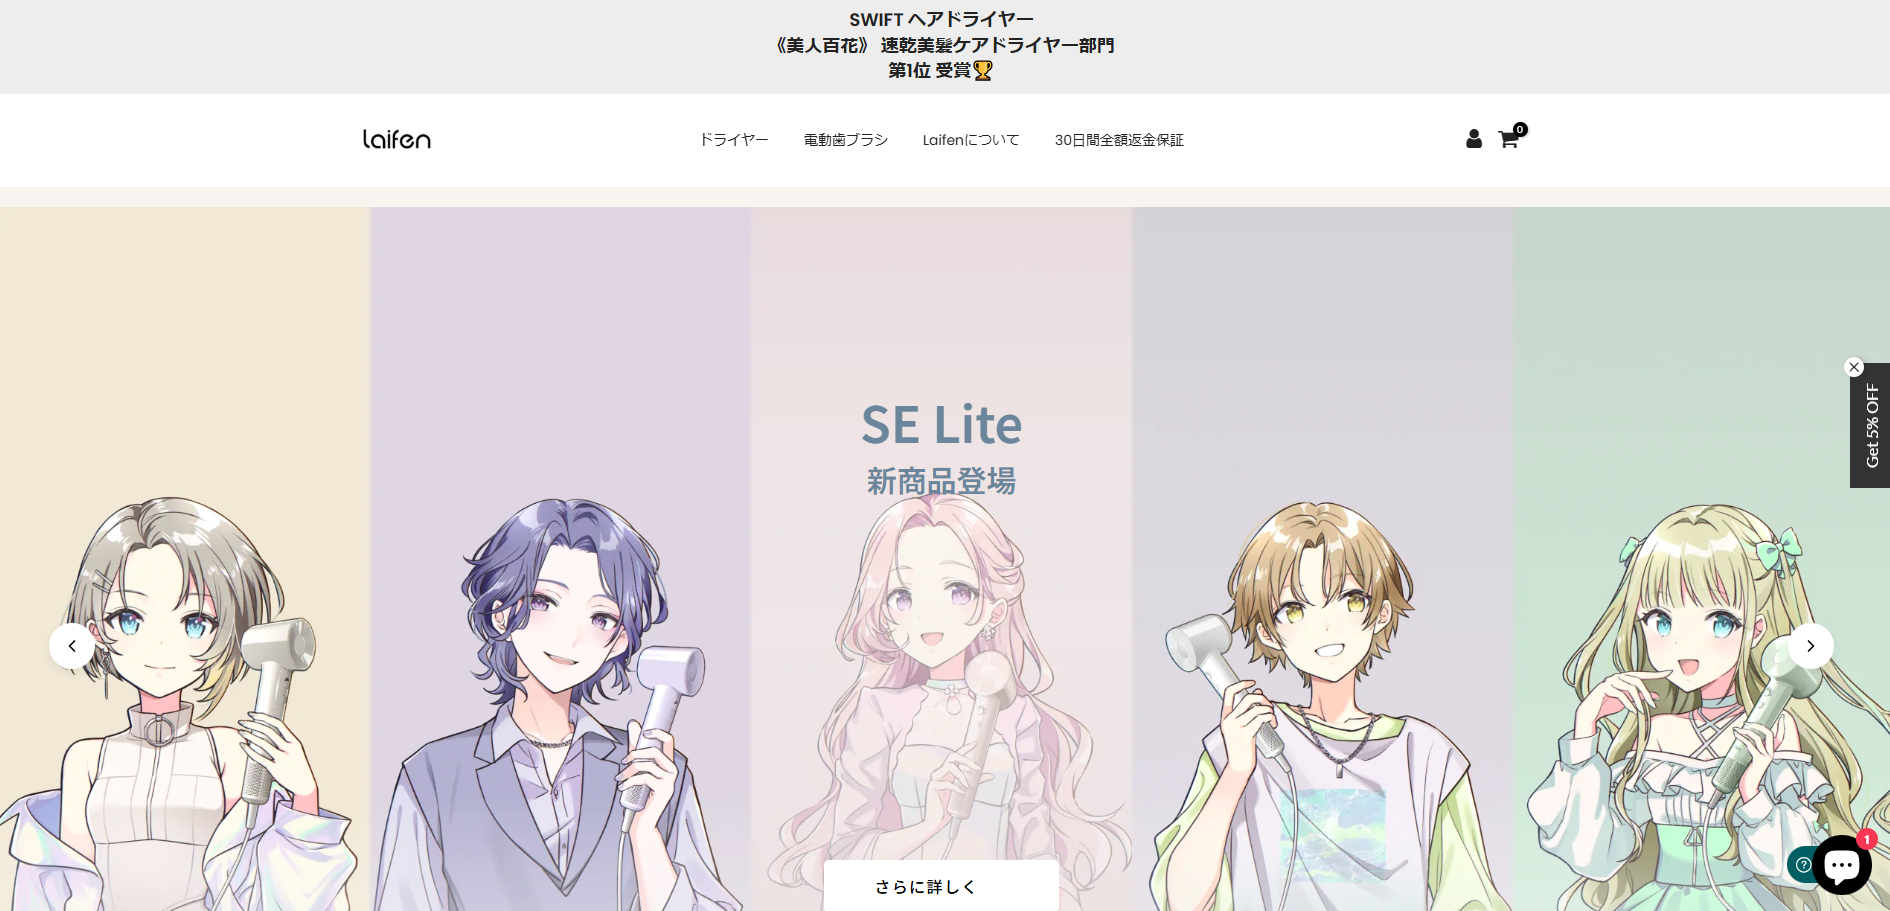 SWIFT ヘアドライヤー
《美人百花》 速乾美髪ケアドライヤー部門
第1位 受賞🏆
laifen
ドライヤー 電動歯ブラシ Laifenについて 30日間全額返金保証
0
Get 5% OFF
SE Lite
新商品登場
さらに詳しく
1